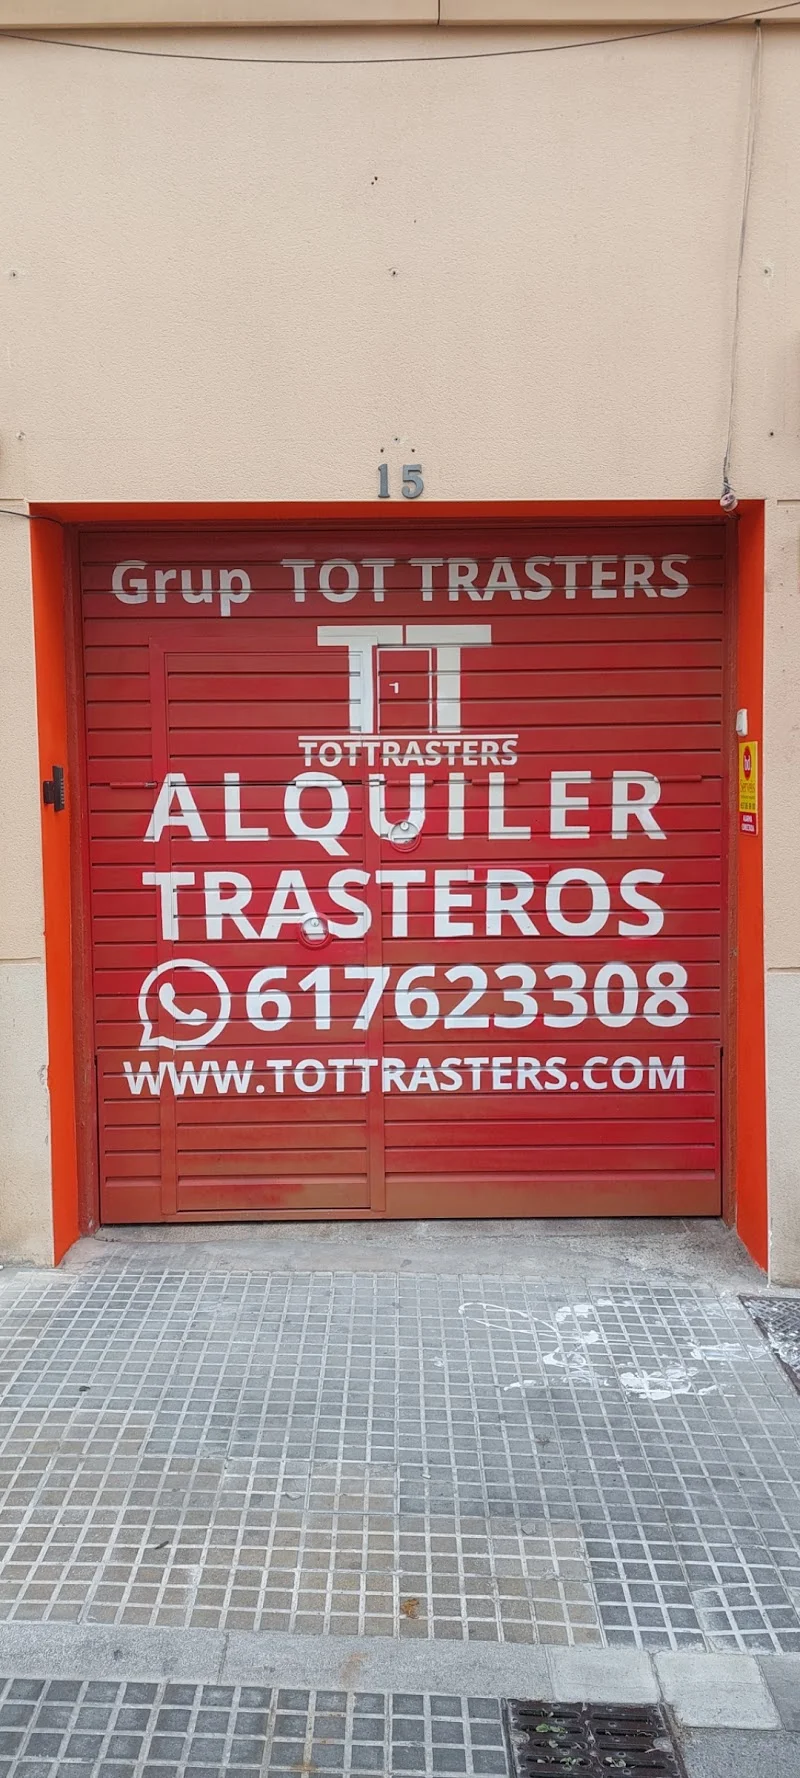 15
Grup TOT TRASTERS
TT
TOTTRASTERS
ALQUILER
TRASTEROS
617623308
WWW.TOTTRASTERS.COM